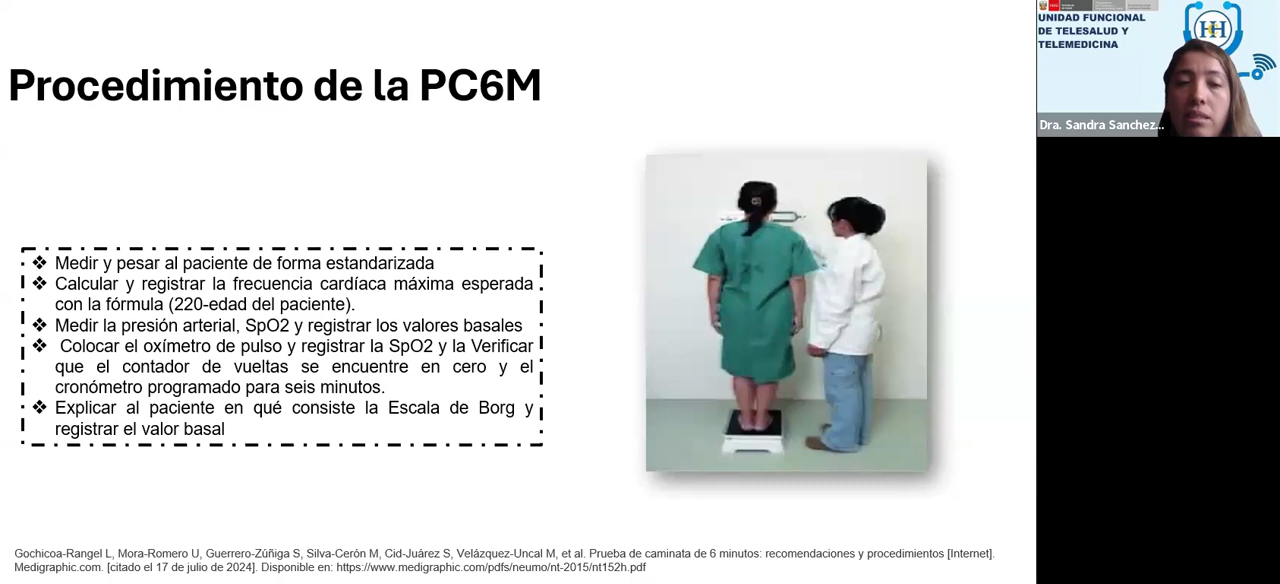 Procedimiento de la PC6M
❖ Medir y pesar al paciente de forma estandarizada
❖ Calcular y registrar la frecuencia cardíaca máxima esperada
con la fórmula (220-edad del paciente).
❖ Medir la presión arterial, SpO2 y registrar los valores basales
❖ Colocar el oxímetro de pulso y registrar la SpO2 y la Verificar
que el contador de vueltas se encuentre en cero y el
cronómetro programado para seis minutos.
❖ Explicar al paciente en qué consiste la Escala de Borg y
registrar el valor basal
Gochicoa-Rangel L, Mora-Romero U, Guerrero-Zúñiga S, Silva-Cerón M, Cid-Juárez S, Velázquez-Uncal M, et al. Prueba de caminata de 6 minutos: recomendaciones y procedimientos [Internet].
Medigraphic.com. [citado el 17 de julio de 2024]. Disponible en: https://www.medigraphic.com/pdfs/neumo/nt-2015/nt152h.pdf
UNIDAD FUNCIONAL
DE TELESALUD Y
TELEMEDICINA
HH
Dra. Sandra Sanchez...